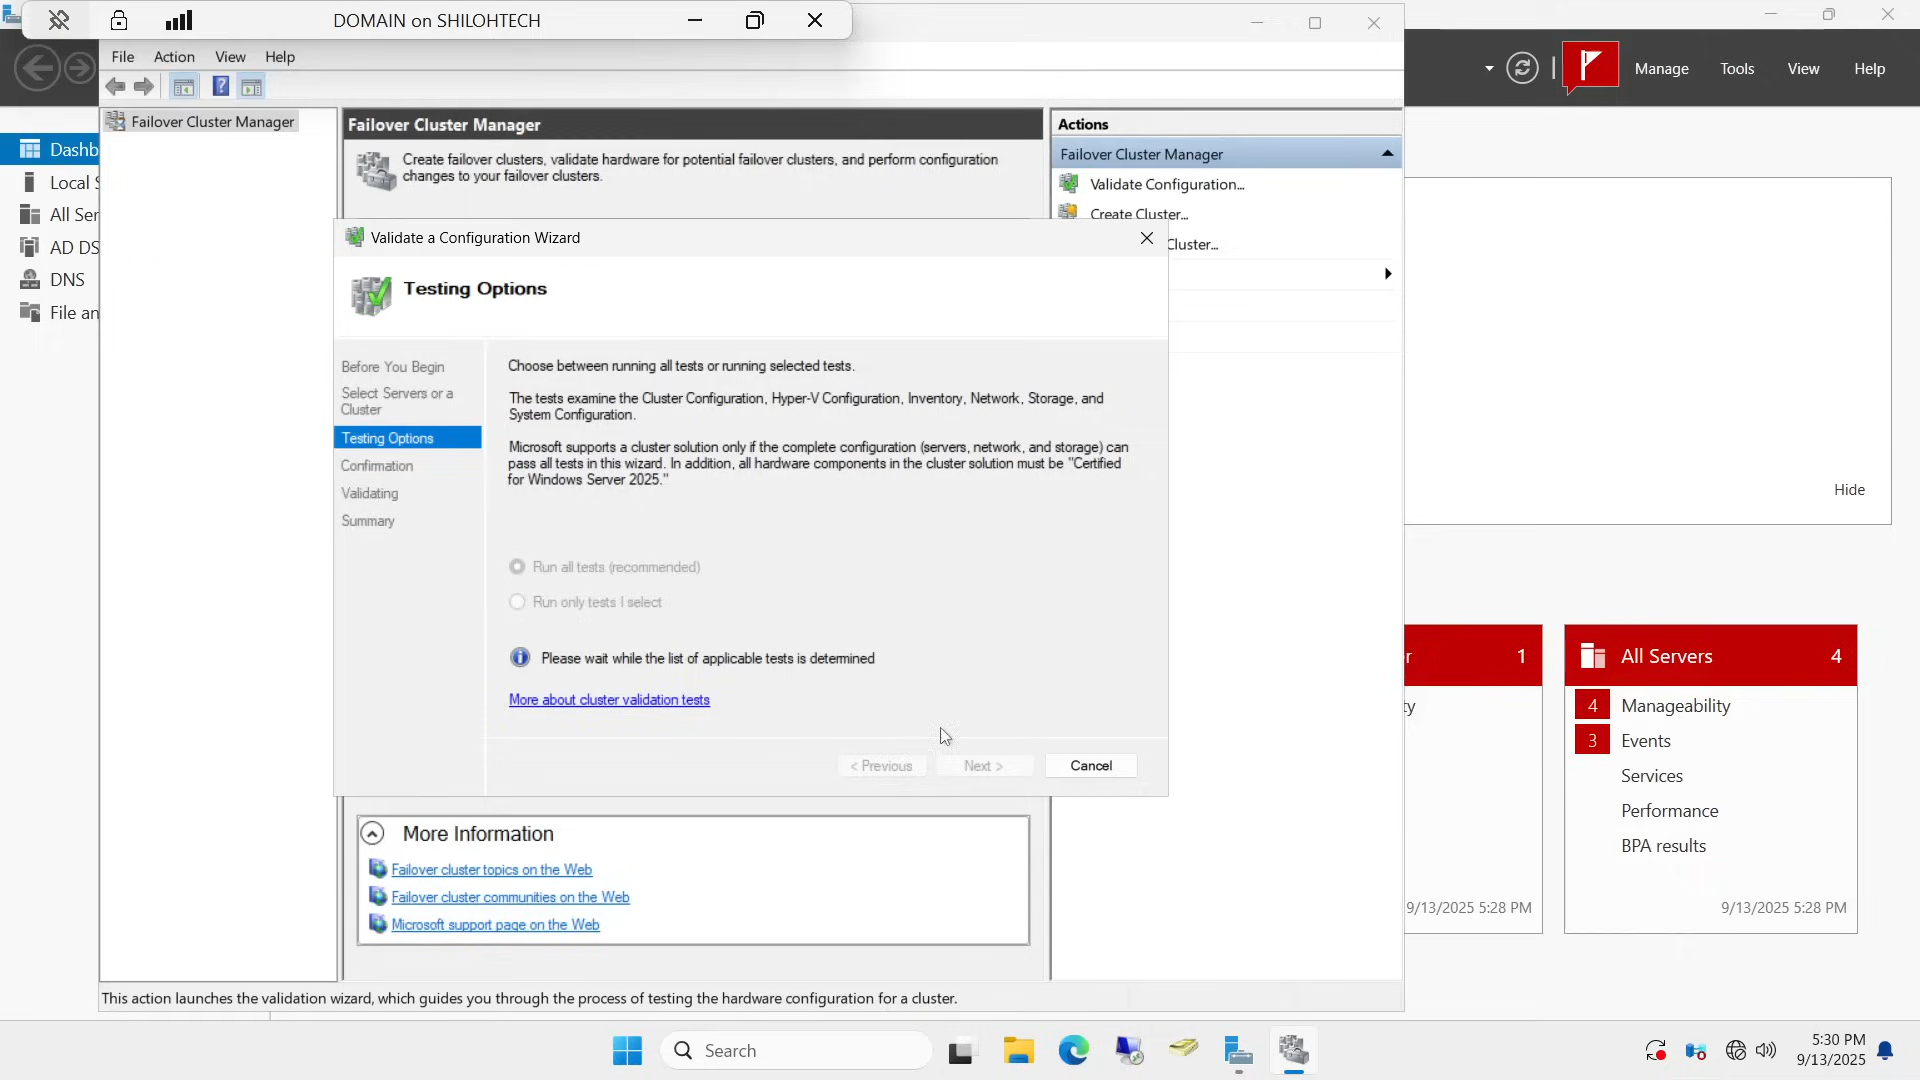 DOMAIN on SHILOHTECH
File Action View Help
Manage Tools View Help
Failover Cluster Manager
Dashb
Local S
All Ser
AD DS
DNS
File an
Failover Cluster Manager
Create failover clusters, validate hardware for potential failover clusters, and perform configuration
changes to your failover clusters.
Actions
Failover Cluster Manager
Validate Configuration...
Create Cluster...
Cluster...
Validate a Configuration Wizard
Testing Options
Before You Begin
Select Servers or a
Cluster
Testing Options
Confirmation
Validating
Summary
Choose between running all tests or running selected tests.
The tests examine the Cluster Configuration, Hyper-V Configuration, Inventory, Network, Storage, and
System Configuration.
Microsoft supports a cluster solution only if the complete configuration (servers, network, and storage) can
pass all tests in this wizard. In addition, all hardware components in the cluster solution must be "Certified
for Windows Server 2025."
Run all tests (recommended)
Run only tests I select
Please wait while the list of applicable tests is determined
More about cluster validation tests
< Previous Next > Cancel
More Information
Failover cluster topics on the Web
Failover cluster communities on the Web
Microsoft support page on the Web
Hide
r 1
ty
9/13/2025 5:28 PM
All Servers 4
4 Manageability
3 Events
Services
Performance
BPA results
9/13/2025 5:28 PM
This action launches the validation wizard, which guides you through the process of testing the hardware configuration for a cluster.
Search
5:30 PM
9/13/2025